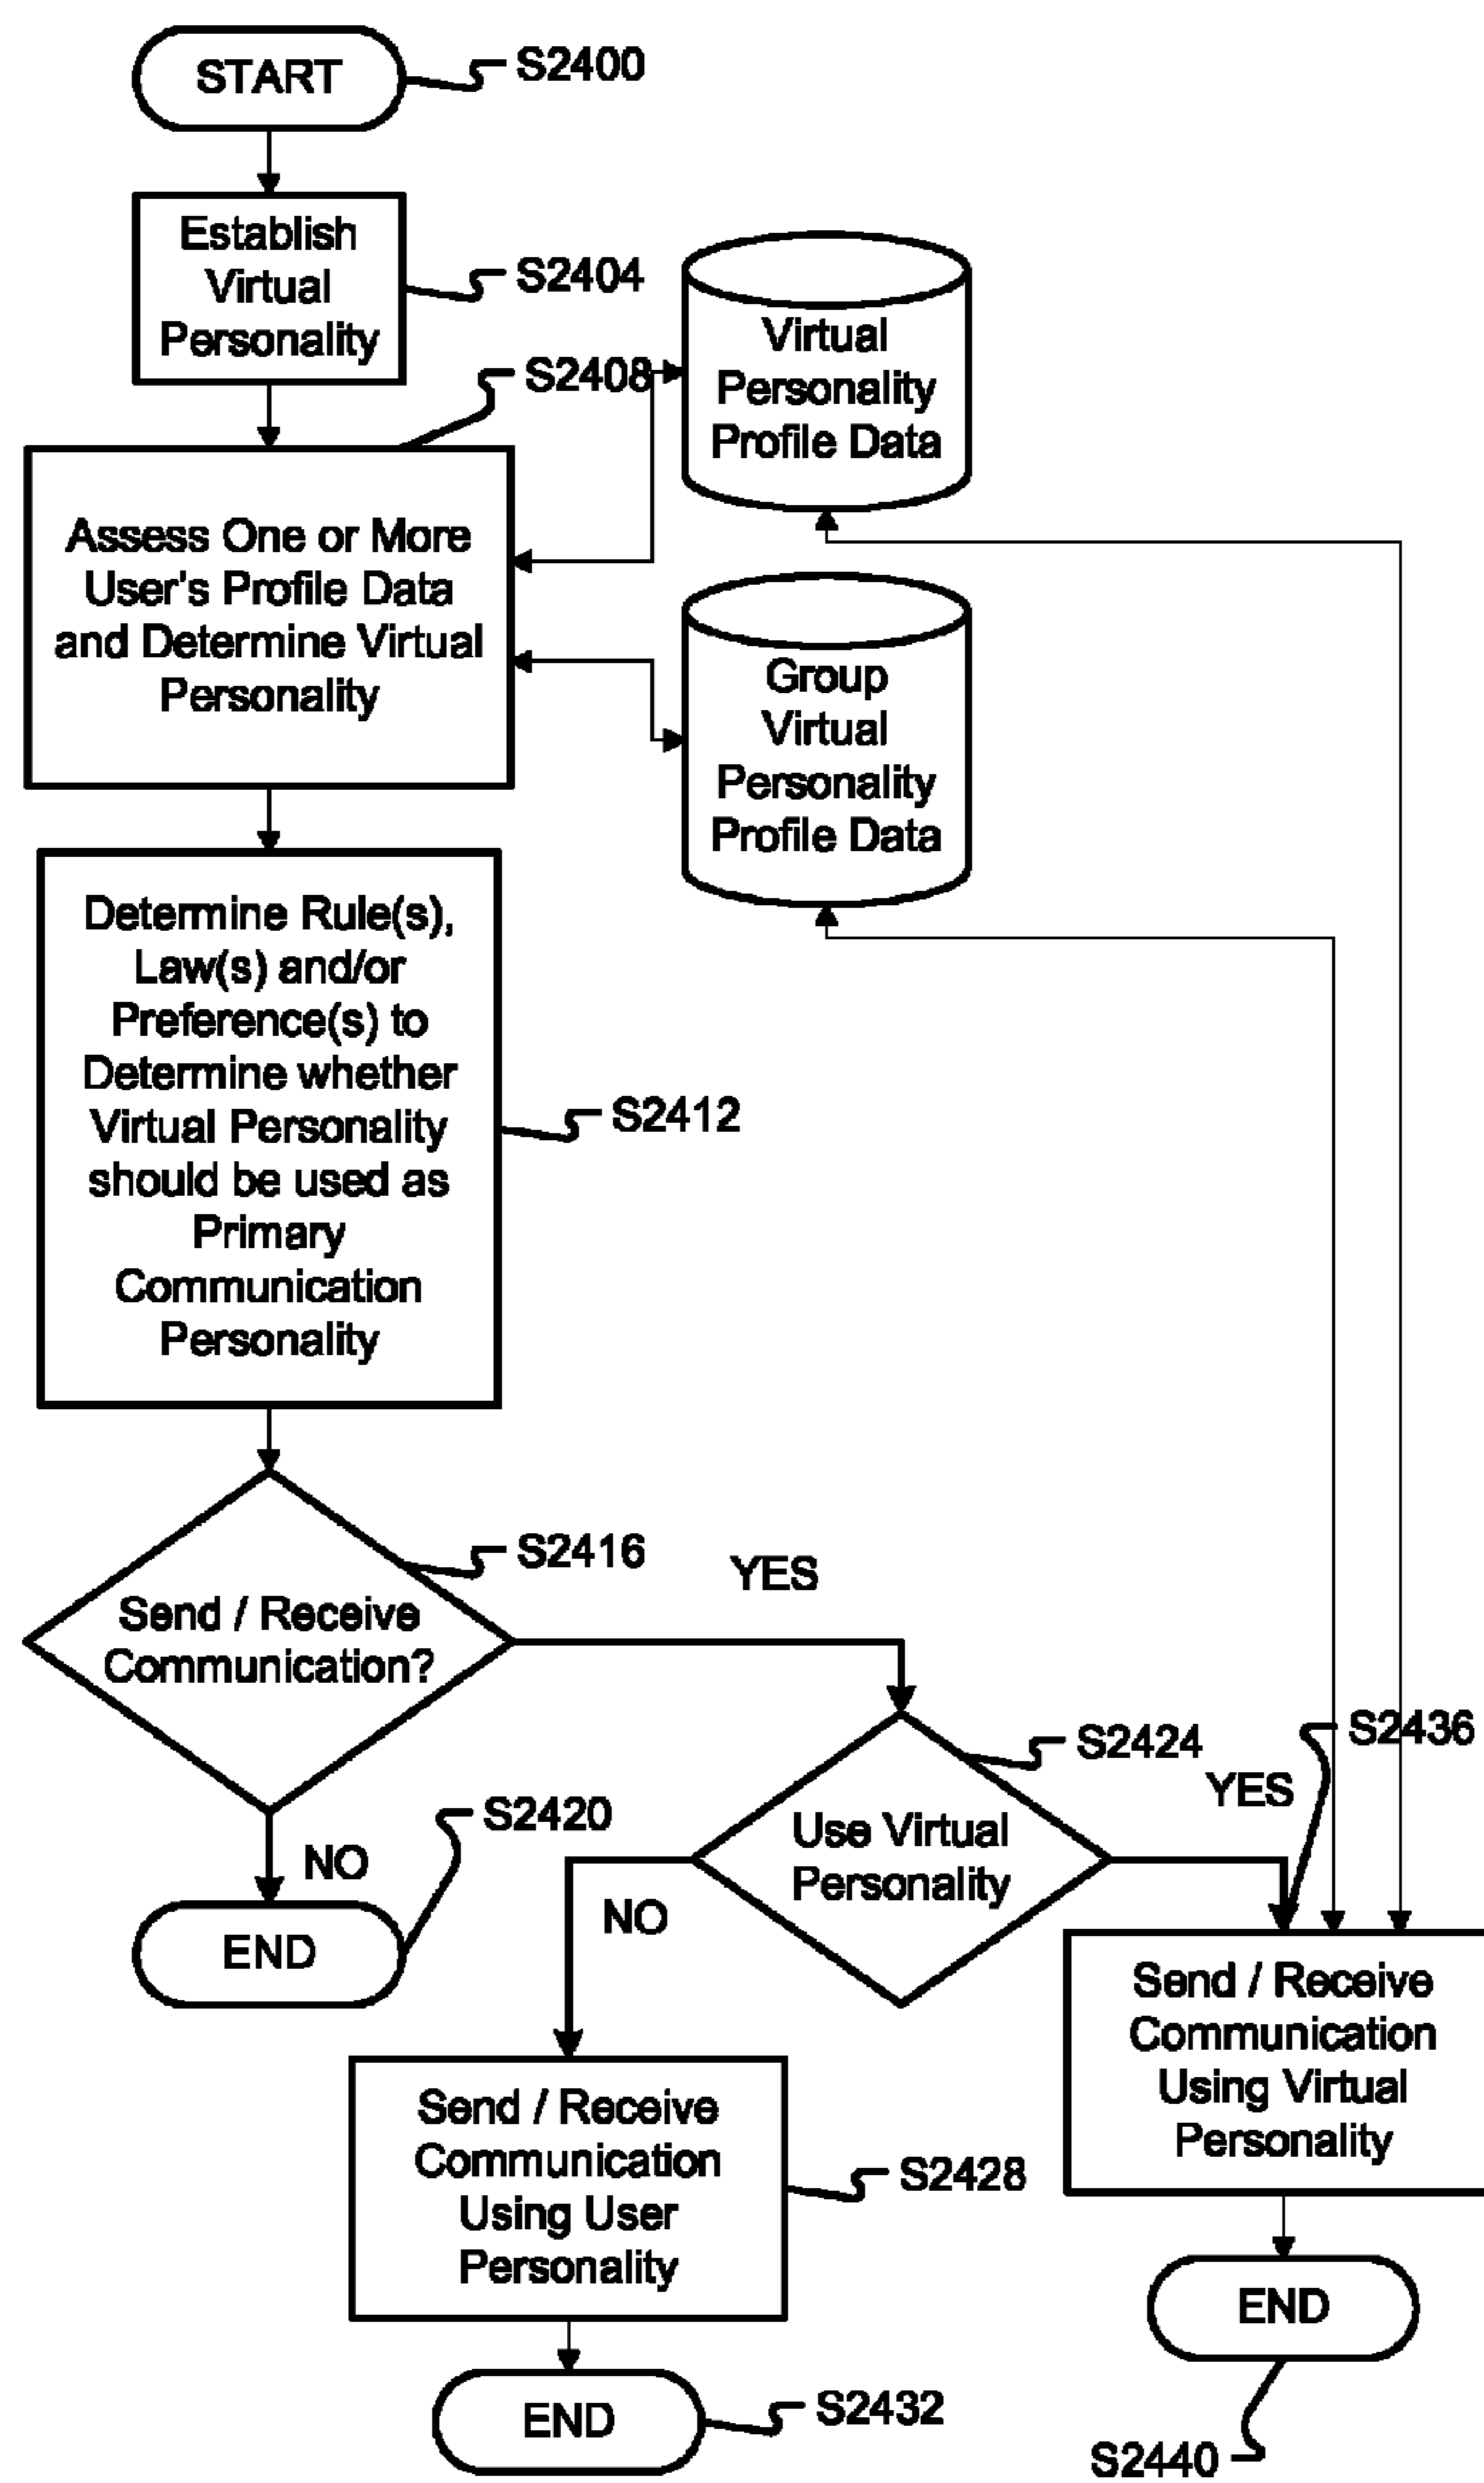 START
S2400
Establish
Virtual
Personality
S2404
S2408
Virtual
Personality
Profile Data
Assess One or More
User's Profile Data
and Determine Virtual
Personality
Group
Virtual
Personality
Profile Data
Determine Rule(s),
Law(s) and/or
Preference(s) to
Determine whether
Virtual Personality
should be used as
Primary
Communication
Personality
S2412
S2416
YES
Send / Receive
Communication?
S2424
S2436
YES
Use Virtual
Personality
S2420
NO
NO
END
Send / Receive
Communication
Using Virtual
Personality
Send / Receive
Communication
Using User
Personality
S2428
END
END
S2432
S2440